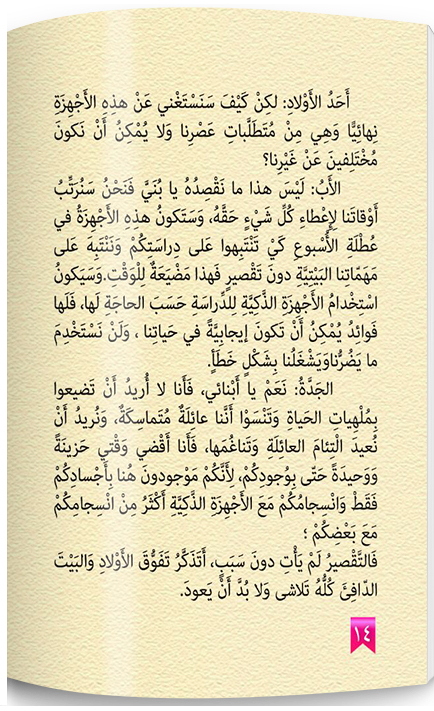 أَحَدُ الأَوْلادِ: لكِنْ كَيْفَ سَنَسْتَغْني عَنْ هذِهِ الأَجْهِزَةِ
نِهائِيًّا وَهِي مِنْ مُتَطَلَّباتِ عَصْرِنا وَلا يُمْكِنُ أَنْ نَكونَ
مُخْتَلِفينَ عَنْ غَيْرِنا؟
الأَبُ: لَيْسَ هذا ما نَقْصِدُهُ يا بُنَيَّ فَنَحْنُ سَنُرَتِّبُ
أَوْقاتَنا لِإِعْطاءِ كُلِّ شَيْءٍ حَقَّهُ، وَسَتَكونُ هذِهِ الأَجْهِزَةُ في
عُطْلَةِ الأُسْبوعِ كَيْ تَنْتَبِهوا عَلى دِراسَتِكُمْ وَنَنْتَبِهَ عَلى
مَهَمّاتِنا البَيْتِيَّةِ دونَ تَقْصيرٍ فَهذا مَضْيَعَةٌ لِلْوَقْتِ.وَسَيَكونُ
اسْتِخْدامُ الأَجْهِزَةِ الذَّكِيَّةِ لِلدِّراسَةِ حَسَبَ الحاجَةِ لَها، فَلَها
فَوائِدُ يُمْكِنُ أَنْ تَكونَ إيجابِيَّةً في حَياتِنا ، وَلَنْ نَسْتَخْدِمَ
ما يَضُرُّناوَيَشْغَلُنا بِشَكْلٍ خَطَأٍ.
الجَدَّةُ: نَعَمْ يا أَبْنائي، فَأَنا لا أُريدُ أَنْ تَضيعوا
بِمُلْهِياتِ الحَياةِ وَتَنْسَوْا أَنَّنا عائِلَةٌ مُتَماسِكَةٌ، وَنُريدُ أَنْ
نُعيدَ الْتِئامَ العائِلَةِ وَتَناغُمَها، فَأَنا أَقْضي وَقْتي حَزينَةً
وَوَحيدَةً حَتّى بِوُجودِكُمْ، لِأَنَّكُمْ مَوْجودونَ هُنا بِأَجْسادِكُمْ
فَقَطْ وَانْسِجامُكُمْ مَعَ الأَجْهِزَةِ الذَّكِيَّةِ أَكْثَرُ مِنْ انْسِجامِكُمْ
مَعَ بَعْضِكُمْ ؛
فَالتَّقْصيرُ لَمْ يَأْتِ دونَ سَبَبٍ، أَتَذَكَّرُ تَفَوُّقَ الأَوْلادِ وَالبَيْتَ
الدّافِئَ كُلُّهُ تَلاشى وَلا بُدَّ أَنْ يَعودَ.
١٤